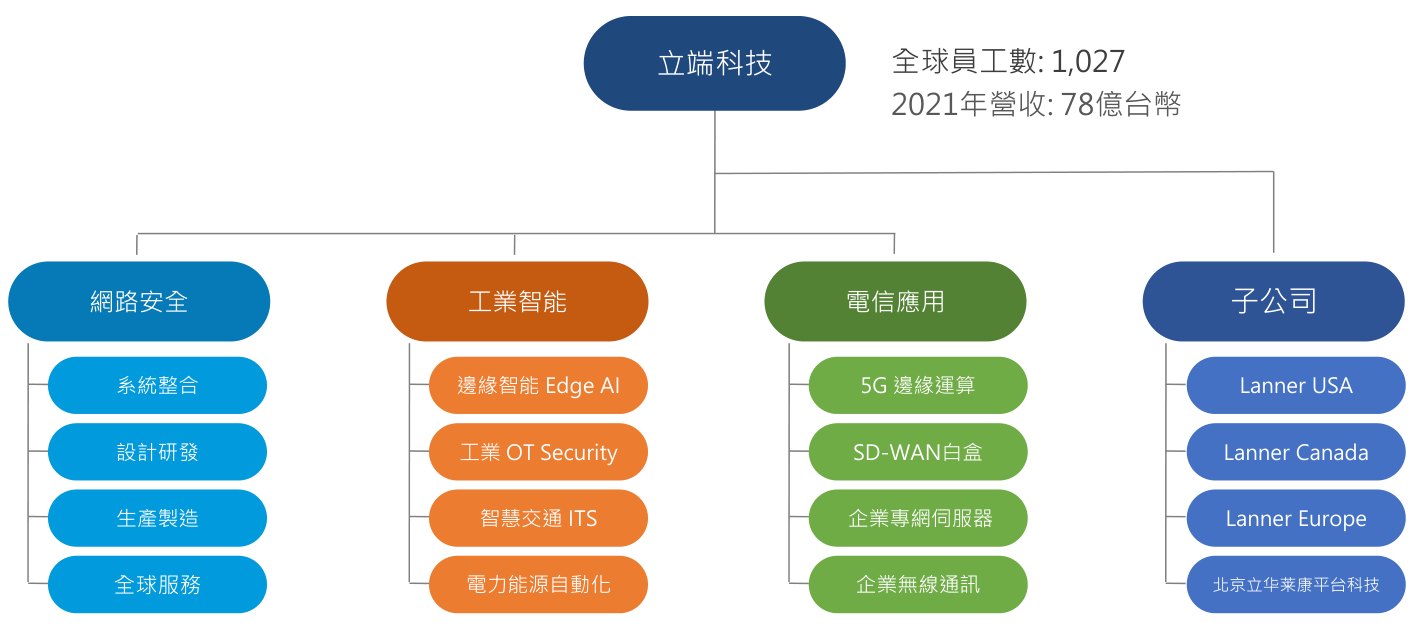 立端科技
全球員工數: 1,027
2021年營收: 78億台幣
網路安全
系統整合
設計研發
生產製造
全球服務
工業智能
邊緣智能 Edge AI
工業 OT Security
智慧交通 ITS
電力能源自動化
電信應用
5G 邊緣運算
SD-WAN白盒
企業專網伺服器
企業無線通訊
子公司
Lanner USA
Lanner Canada
Lanner Europe
北京立华莱康平台科技